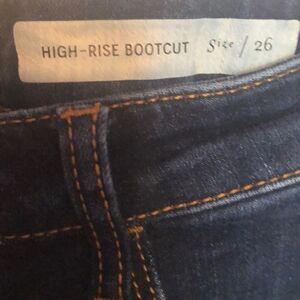 HIGH-RISE BOOTCUT Size / 26